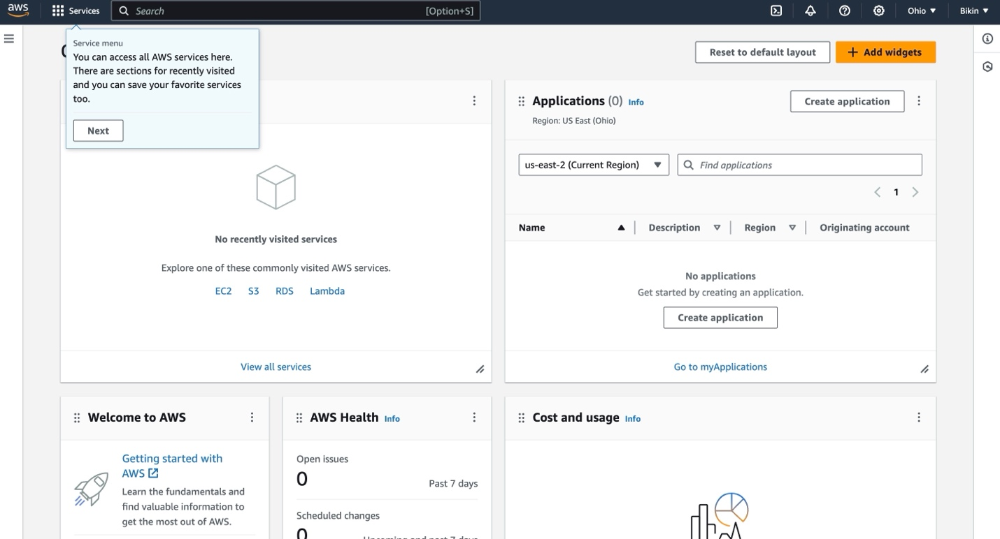 aws
Services
Search
[Option+S]
Ohio
Bikin
Service menu
You can access all AWS services here.
There are sections for recently visited
and you can save your favorite services
too.
Next
Reset to default layout
Add widgets
No recently visited services
Explore one of these commonly visited AWS services.
EC2 S3 RDS Lambda
View all services
Applications (0) Info
Region: US East (Ohio)
Create application
us-east-2 (Current Region)
Find applications
1
Name
Description
Region
Originating account
No applications
Get started by creating an application.
Create application
Go to myApplications
Welcome to AWS
Getting started with
AWS
Learn the fundamentals and
find valuable information to
get the most out of AWS.
AWS Health Info
Open issues
0
Past 7 days
Scheduled changes
0
Upcoming and past 7 days
Cost and usage Info